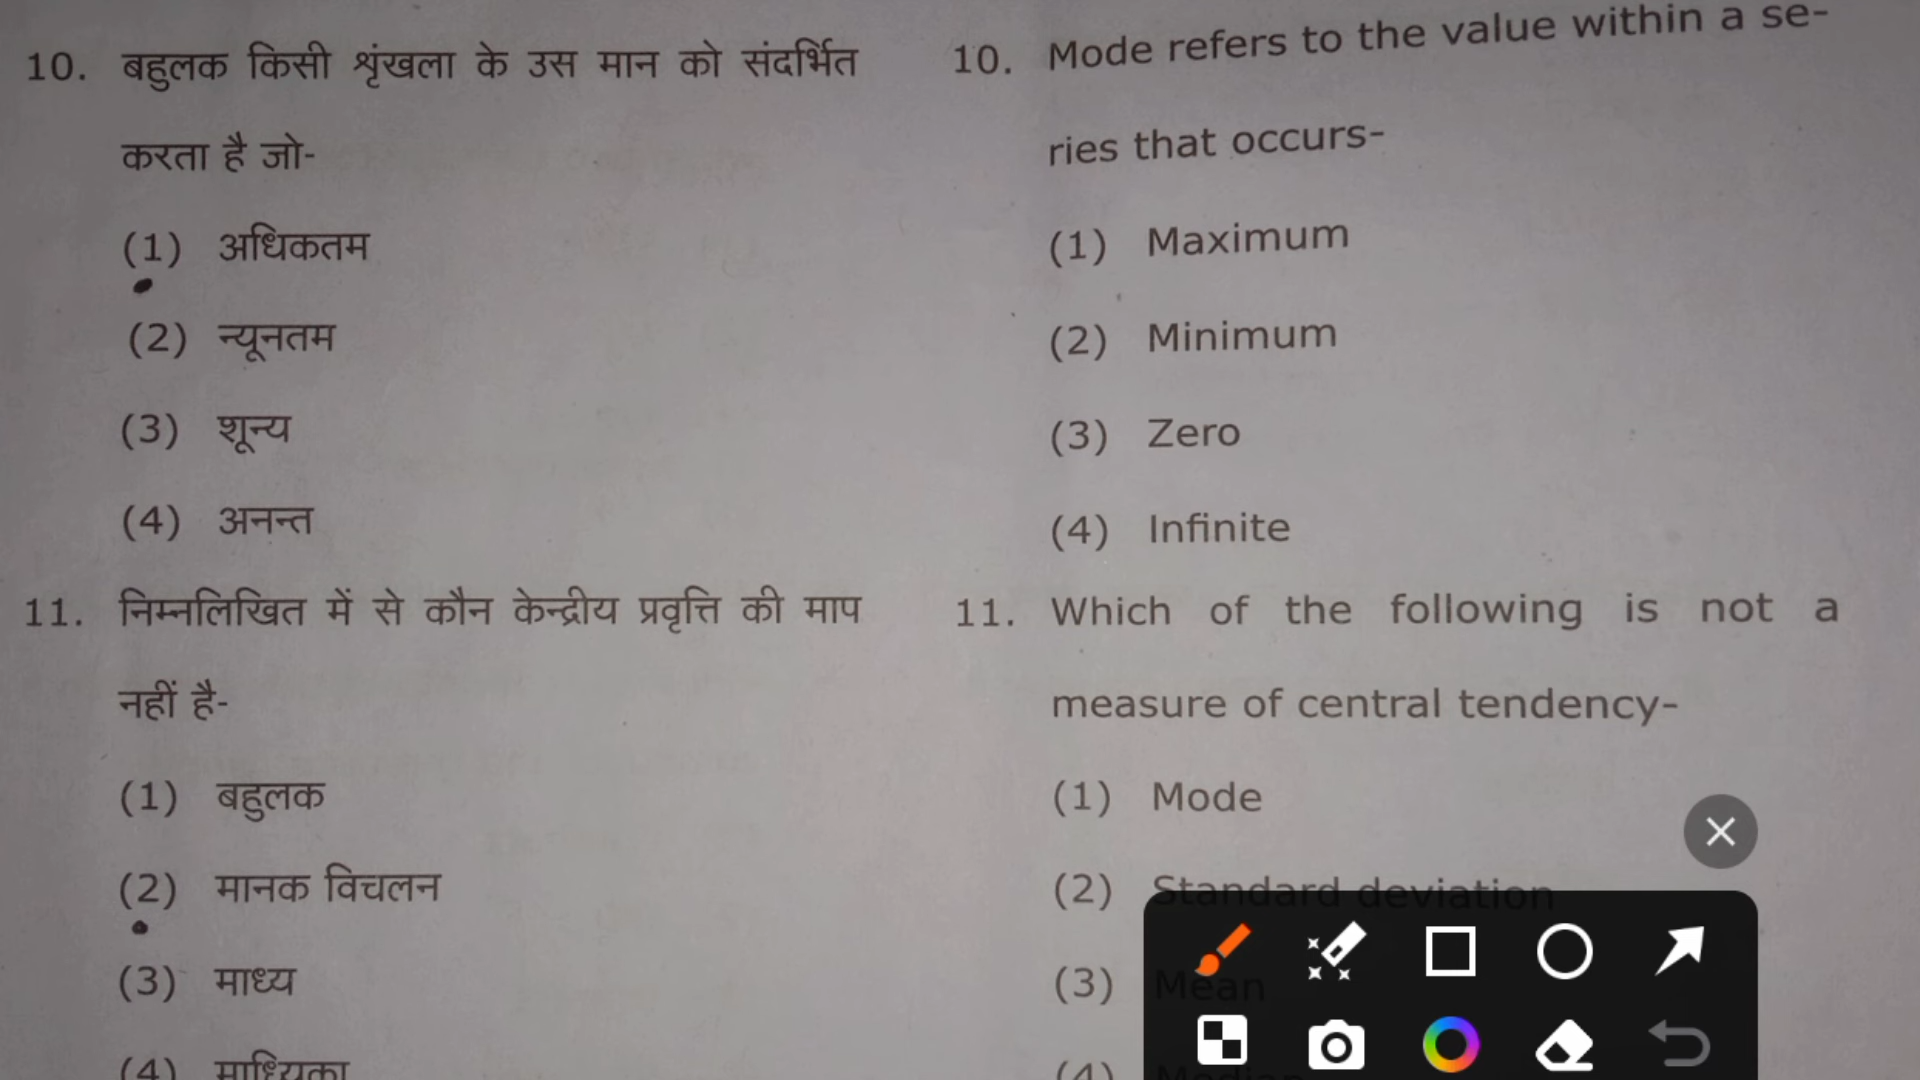 10. बहुलक किसी शृंखला के उस मान को संदर्भित
करता है जो-
(1) अधिकतम
(2) न्यूनतम
(3) शून्य
(4) अनन्त
11. निम्नलिखित में से कौन केन्द्रीय प्रवृत्ति की माप
नहीं है-
(1) बहुलक
(2) मानक विचलन
(3) माध्य
(4) माध्यिका
10. Mode refers to the value within a se-
ries that occurs-
(1) Maximum
(2) Minimum
(3) Zero
(4) Infinite
11. Which of the following is not a
measure of central tendency-
(1) Mode
(2) Standard deviation
(3) Mean
(4) Median